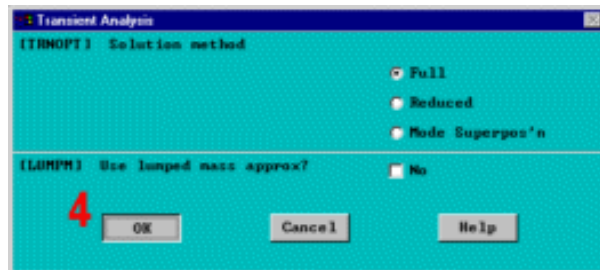 Transient Analysis
[TRNOPT] Solution method
Full
Reduced
Mode Superpos'n
[LUMPM] Use lumped mass approx?
No
4
OK
Cancel
Help